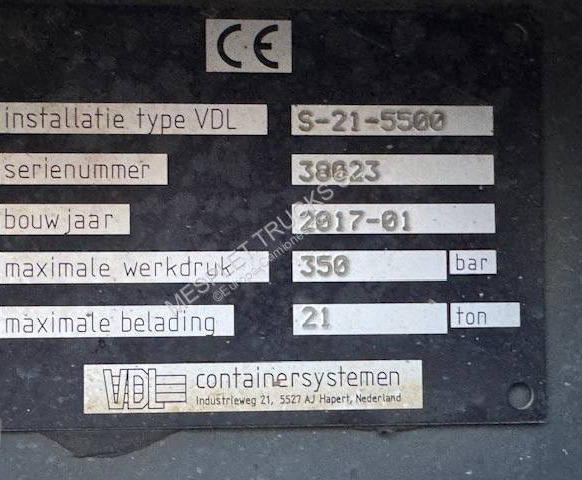 CE
installatie type VDL S-21-5500
serienummer 38023
bouwjaar 2017-01
maximale werkdruk 350 bar
maximale belading 21 ton
VDL containersystemen
Industrieweg 21, 5527 AJ Hapert, Nederland